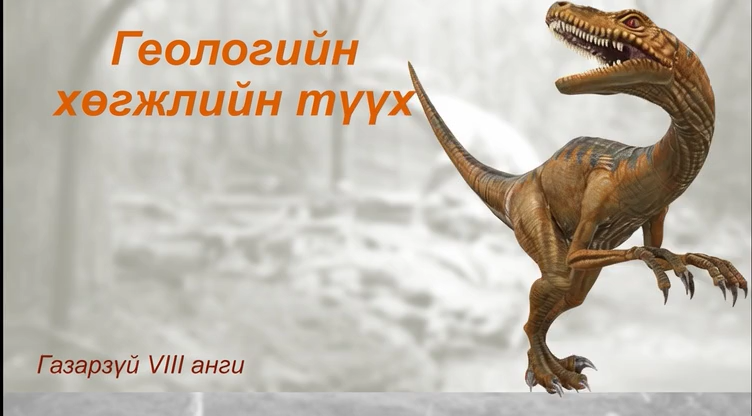 Геологийн
хөгжлийн түүх
Газарзүй VIII анги